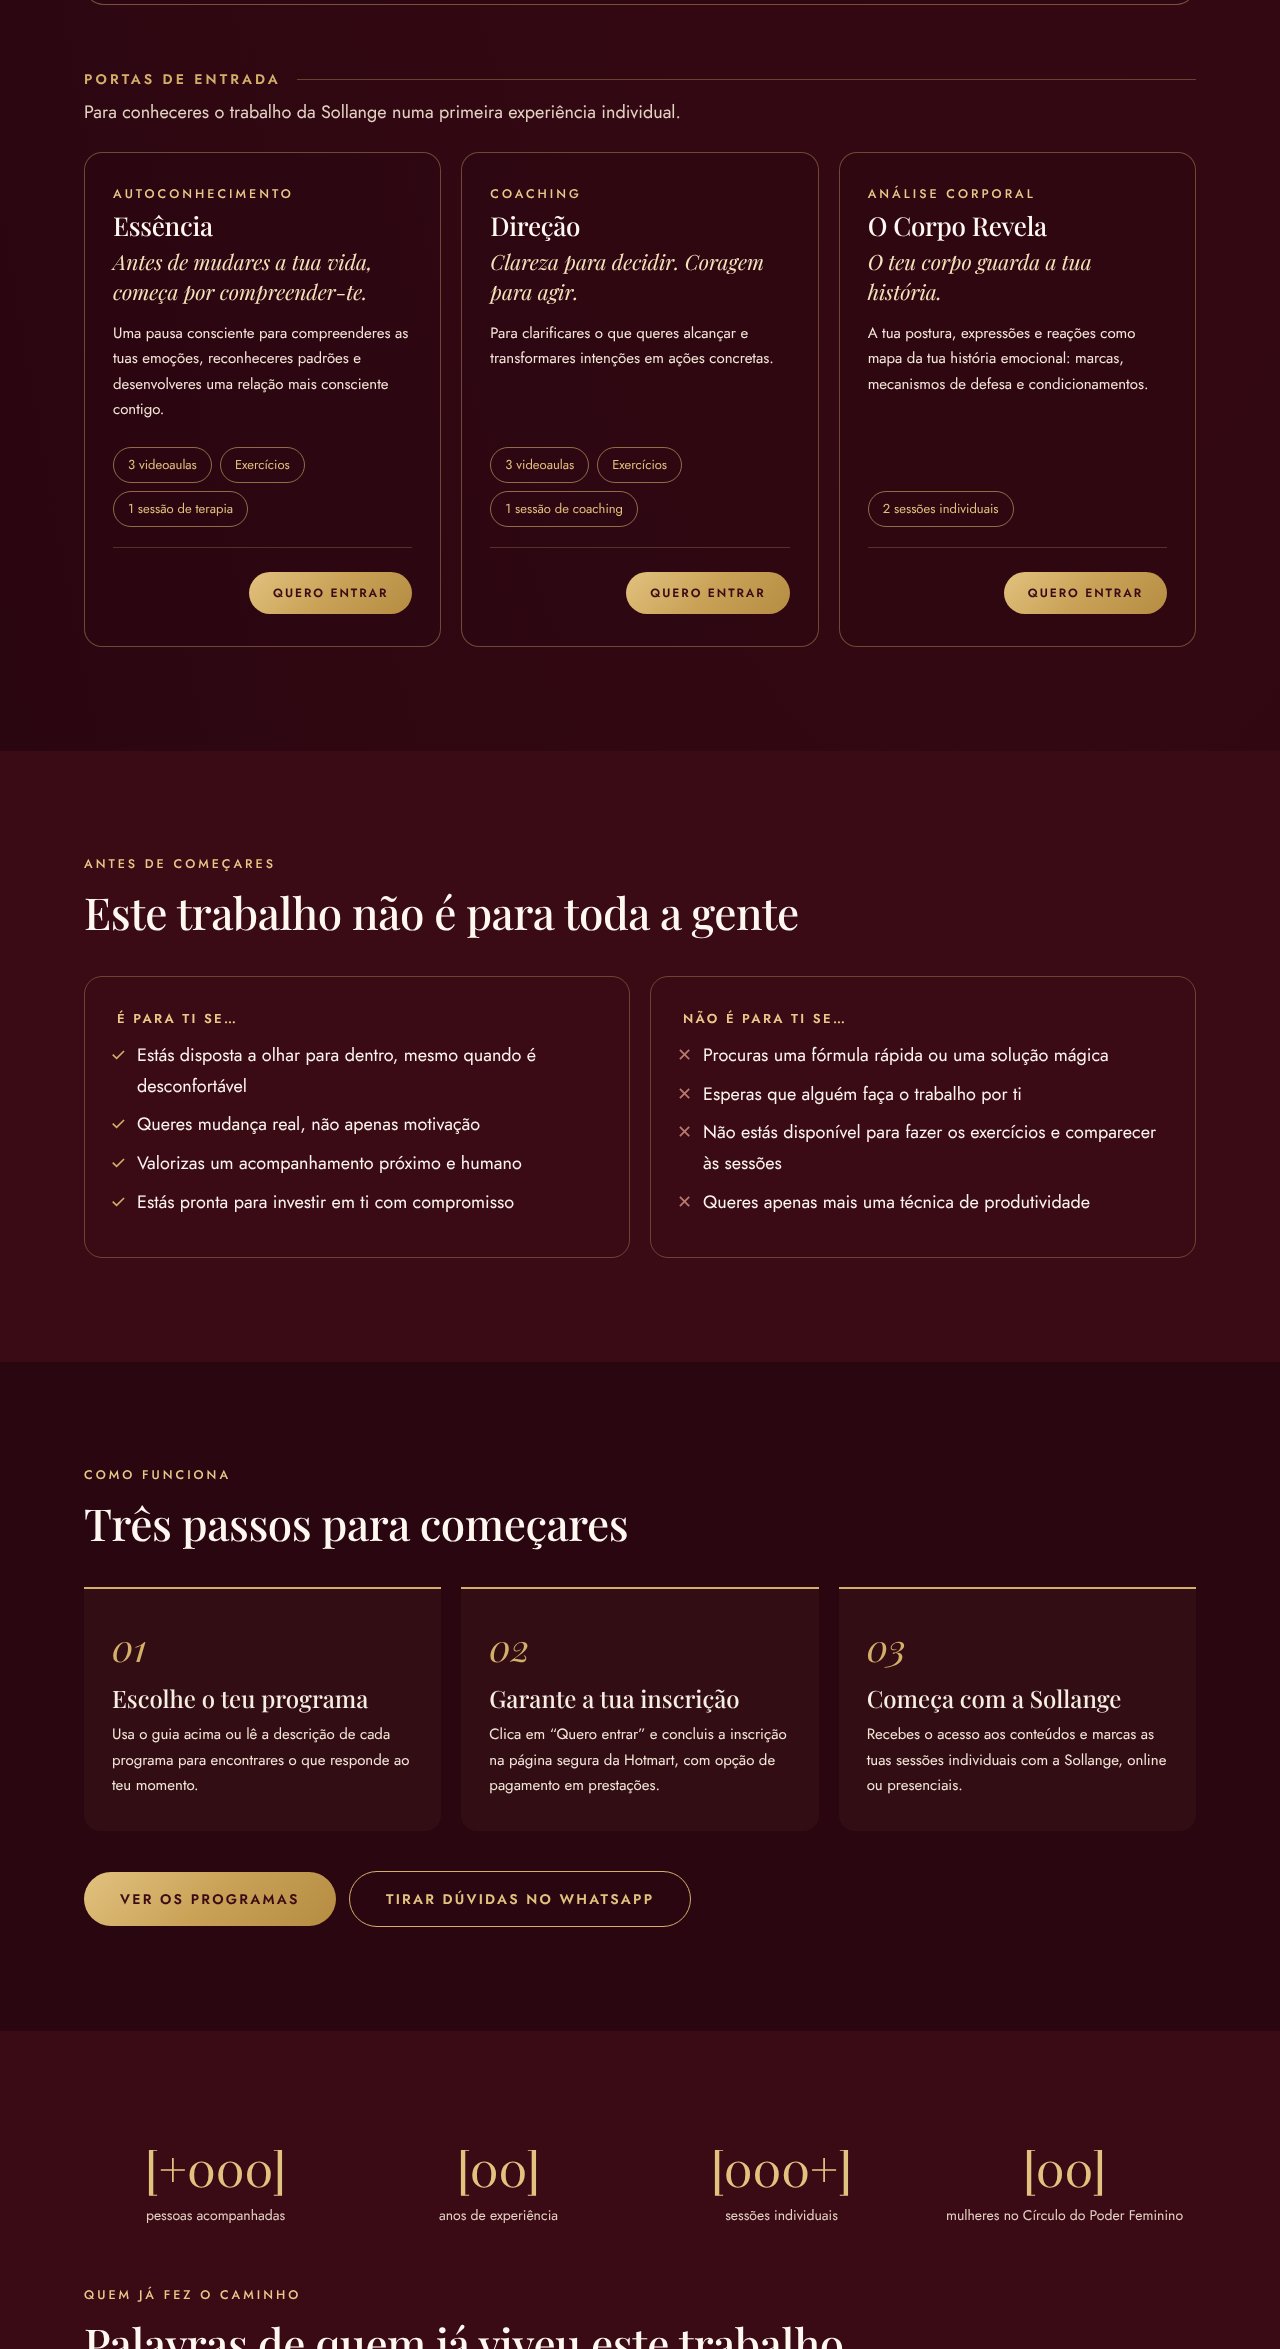 PORTAS DE ENTRADA
Para conheceres o trabalho da Sollange numa primeira experiência individual.
AUTOCONHECIMENTO
Essência
Antes de mudares a tua vida,
começa por compreender-te.
Uma pausa consciente para compreenderes as
tuas emoções, reconheceres padrões e
desenvolveres uma relação mais consciente
contigo.
3 videoaulas
Exercícios
1 sessão de terapia
QUERO ENTRAR
COACHING
Direção
Clareza para decidir. Coragem
para agir.
Para clarificares o que queres alcançar e
transformares intenções em ações concretas.
3 videoaulas
Exercícios
1 sessão de coaching
QUERO ENTRAR
ANÁLISE CORPORAL
O Corpo Revela
O teu corpo guarda a tua
história.
A tua postura, expressões e reações como
mapa da tua história emocional: marcas,
mecanismos de defesa e condicionamentos.
2 sessões individuais
QUERO ENTRAR
ANTES DE COMEÇARES
Este trabalho não é para toda a gente
É PARA TI SE…
✓ Estás disposta a olhar para dentro, mesmo quando é
desconfortável
✓ Queres mudança real, não apenas motivação
✓ Valorizas um acompanhamento próximo e humano
✓ Estás pronta para investir em ti com compromisso
NÃO É PARA TI SE…
✕ Procuras uma fórmula rápida ou uma solução mágica
✕ Esperas que alguém faça o trabalho por ti
✕ Não estás disponível para fazer os exercícios e comparecer
às sessões
✕ Queres apenas mais uma técnica de produtividade
COMO FUNCIONA
Três passos para começares
01
Escolhe o teu programa
Usa o guia acima ou lê a descrição de cada
programa para encontrares o que responde ao
teu momento.
02
Garante a tua inscrição
Clica em “Quero entrar” e concluis a inscrição
na página segura da Hotmart, com opção de
pagamento em prestações.
03
Começa com a Sollange
Recebes o acesso aos conteúdos e marcas as
tuas sessões individuais com a Sollange, online
ou presenciais.
VER OS PROGRAMAS
TIRAR DÚVIDAS NO WHATSAPP
[+000]
pessoas acompanhadas
[00]
anos de experiência
[000+]
sessões individuais
[00]
mulheres no Círculo do Poder Feminino
QUEM JÁ FEZ O CAMINHO
Palavras de quem já viveu este trabalho